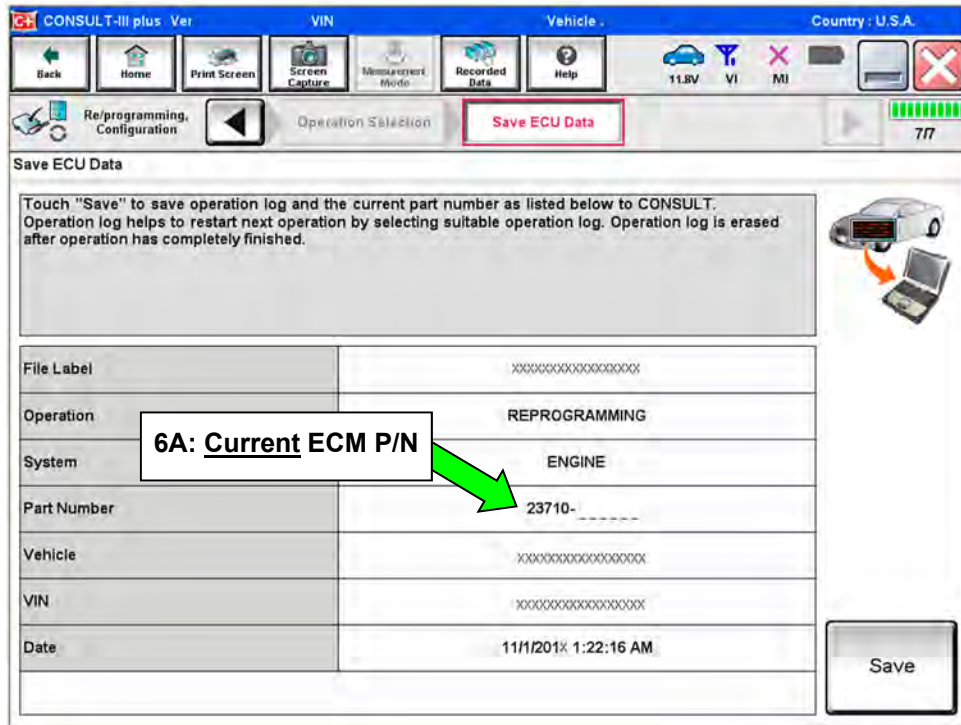 C+ CONSULT-III plus Ver VIN Vehicle . Country : U.S.A.
Back Home Print Screen Screen Capture Measurement Mode Recorded Data Help 11.8V VI MI
Re/programming, Configuration Operation Selection Save ECU Data 7/7
Save ECU Data
Touch "Save" to save operation log and the current part number as listed below to CONSULT.
Operation log helps to restart next operation by selecting suitable operation log. Operation log is erased
after operation has completely finished.
File Label XXXXXXXXXXXXXXXXX
Operation REPROGRAMMING
6A: Current ECM P/N
System ENGINE
Part Number 23710-_ _ _ _ _ _
Vehicle XXXXXXXXXXXXXXXXX
VIN XXXXXXXXXXXXXXXXX
Date 11/1/201X 1:22:16 AM
Save